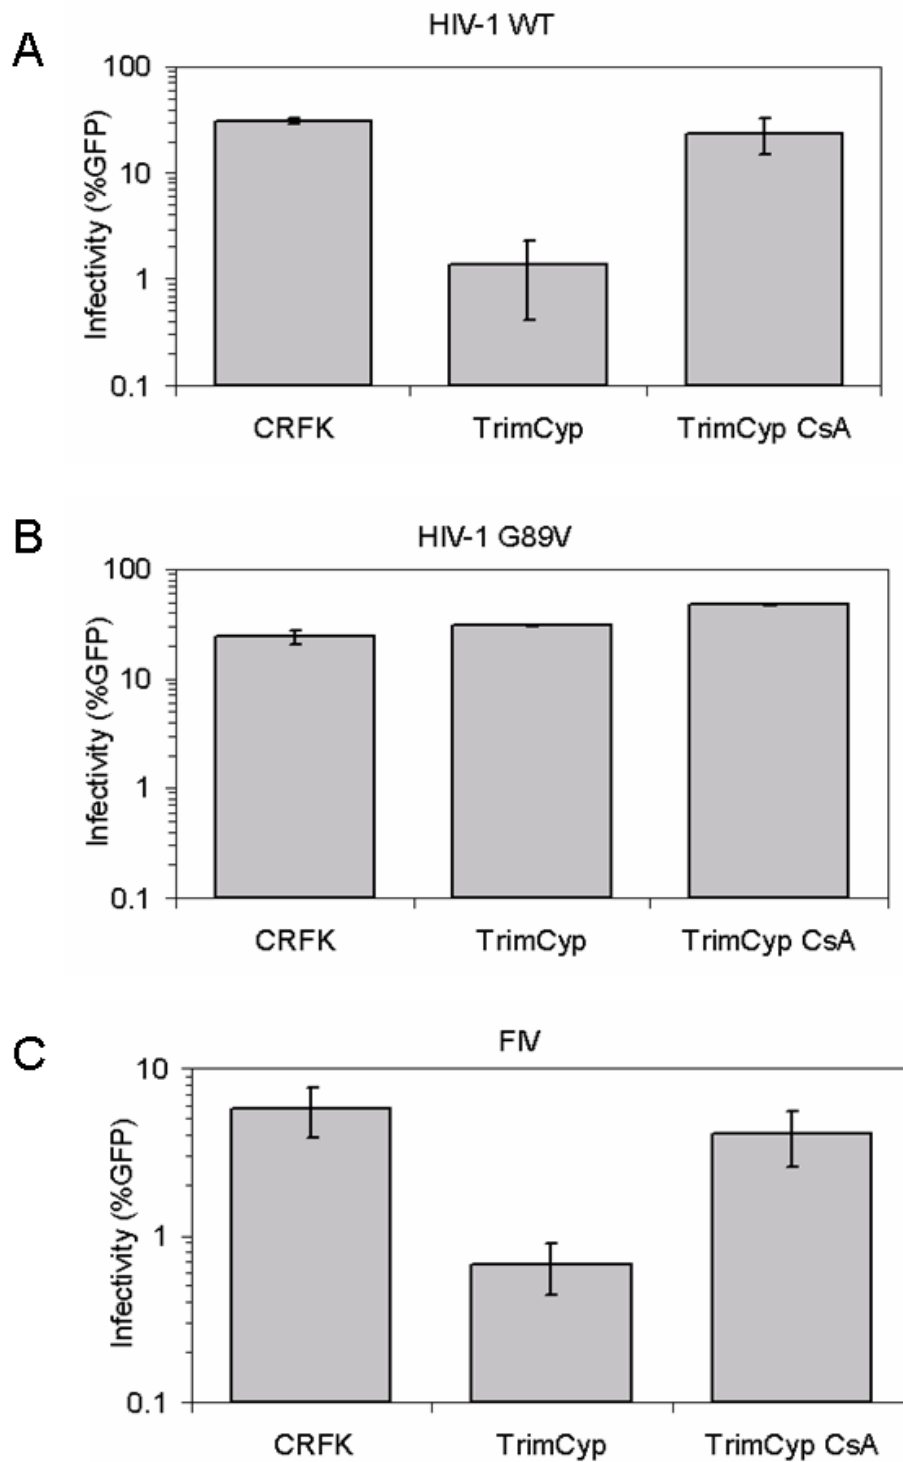 A
HIV-1 WT
Infectivity (%GFP)
100
10
1
0.1
CRFK TrimCyp TrimCyp CsA
B
HIV-1 G89V
Infectivity (%GFP)
100
10
1
0.1
CRFK TrimCyp TrimCyp CsA
C
FIV
Infectivity (%GFP)
10
1
0.1
CRFK TrimCyp TrimCyp CsA